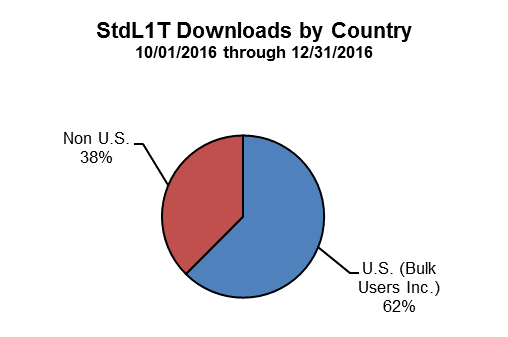 StdL1T Downloads by Country
10/01/2016 through 12/31/2016
Non U.S.
38%
U.S. (Bulk
Users Inc.)
62%